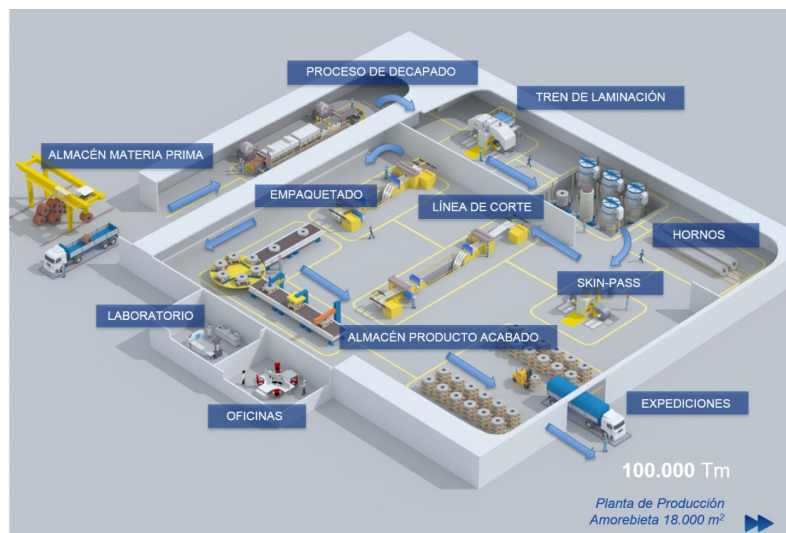 PROCESO DE DECAPADO
TREN DE LAMINACIÓN
ALMACÉN MATERIA PRIMA
EMPAQUETADO
LÍNEA DE CORTE
HORNOS
SKIN-PASS
LABORATORIO
ALMACÉN PRODUCTO ACABADO
OFICINAS
EXPEDICIONES
100.000 Tm
Planta de Producción
Amorebieta 18.000 m²